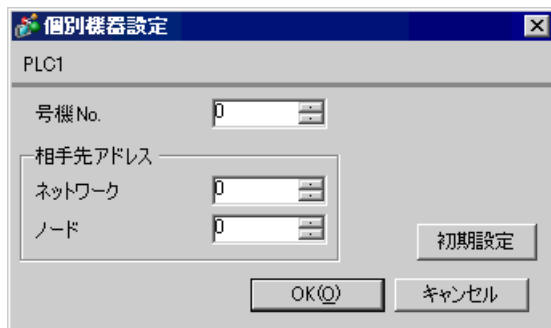 個別機器設定
PLC1
号機No. 0
相手先アドレス
ネットワーク 0
ノード 0
初期設定
OK(O) キャンセル